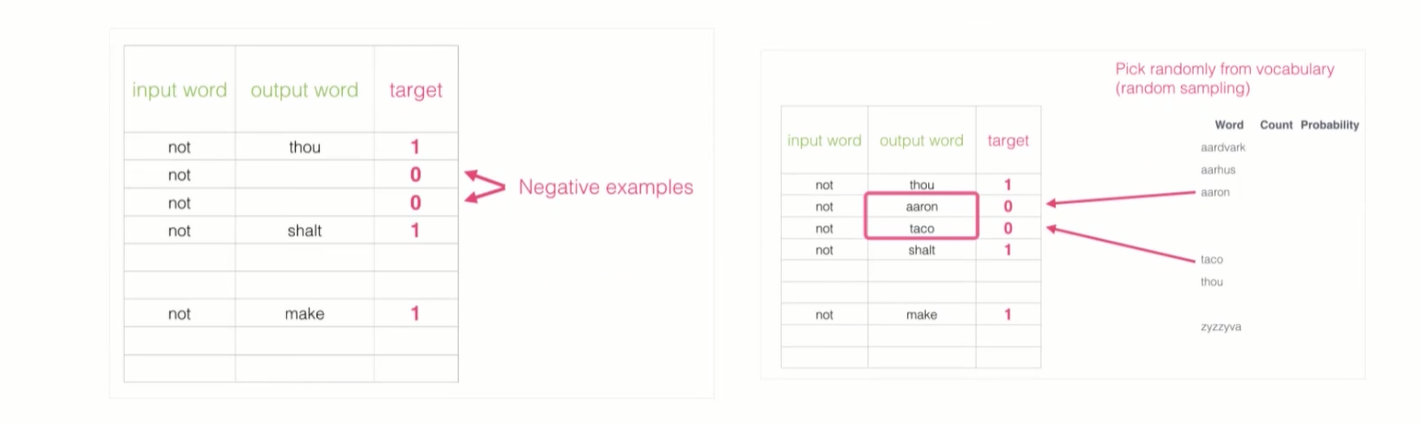 input word output word target
not thou 1
not 0
not 0
not shalt 1
not make 1
Negative examples
Pick randomly from vocabulary
(random sampling)
input word output word target
not thou 1
not aaron 0
not taco 0
not shalt 1
not make 1
Word Count Probability
aardvark
aarhus
aaron
taco
thou
zyzzyva